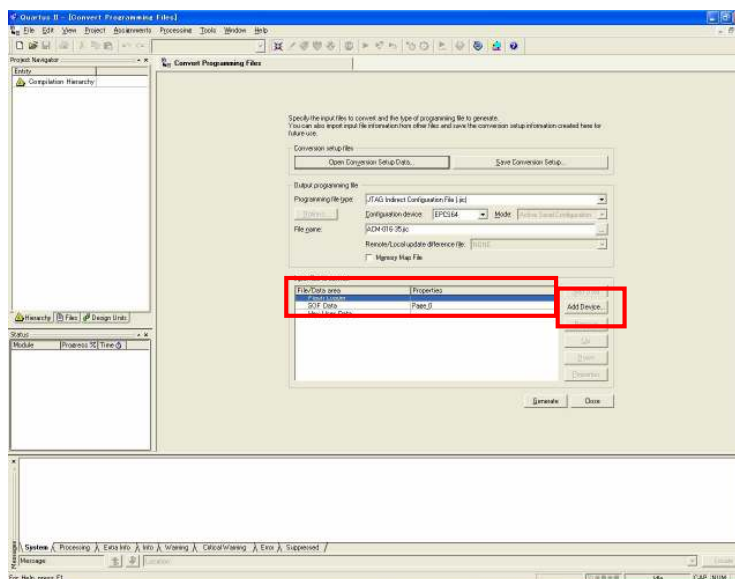 Quartus II - [Convert Programming Files]
File Edit View Project Assignments Processing Tools Window Help
Project Navigator
Entity
Compilation Hierarchy
Hierarchy Files Design Units
Status
Module Progress % Time
Convert Programming Files
Specify the input files to convert and the type of programming file to generate.
You can also import input file information from other files and save the conversion setup information created here for
future use.
Conversion setup files
Open Conversion Setup Data... Save Conversion Setup...
Output programming file
Programming file type: JTAG Indirect Configuration File (.jic)
Options... Configuration device: EPCS64 Mode: Active Serial Configuration
File name: ...
Remote/Local update difference file: NONE
Memory Map File
File/Data area Properties
Flash Loader
SOF Data Page_0
Add Device...
Properties
Generate Close
System Processing Extra Info Info Warning Critical Warning Error Suppressed
Messages
Message
Location:
Locate
For Help, press F1
Idle CAP NUM